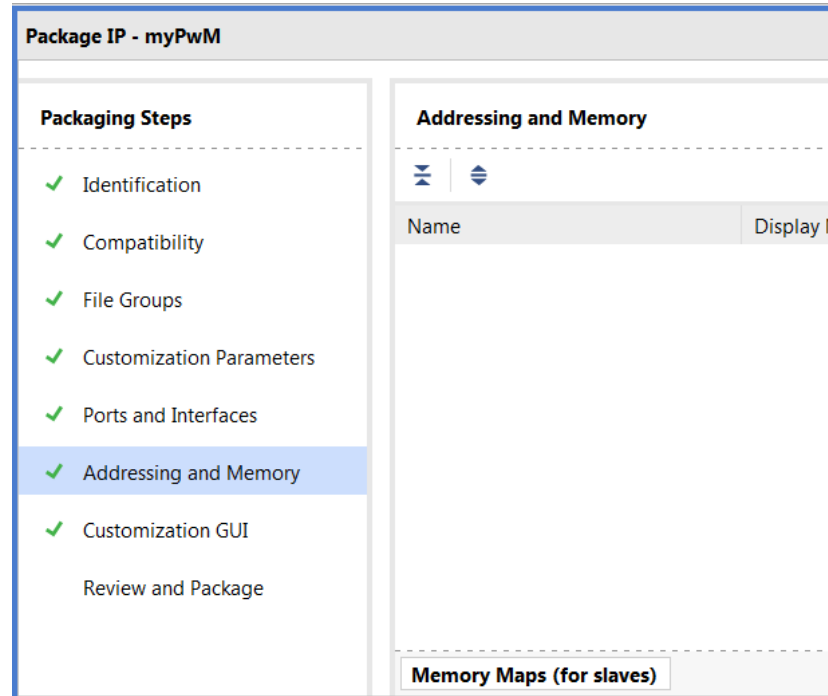 Package IP - myPwM
Packaging Steps
Identification
Compatibility
File Groups
Customization Parameters
Ports and Interfaces
Addressing and Memory
Customization GUI
Review and Package
Addressing and Memory
Name
Display
Memory Maps (for slaves)